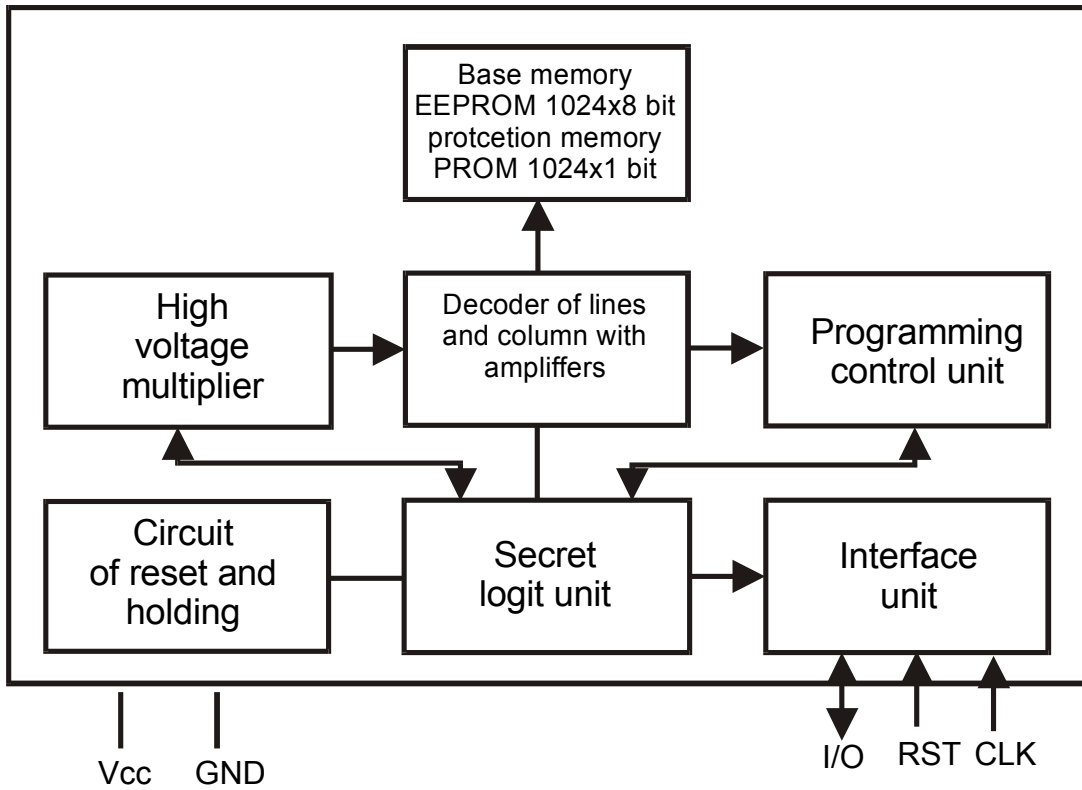 Base memory
EEPROM 1024x8 bit
protcetion memory
PROM 1024x1 bit
High
voltage
multiplier
Decoder of lines
and column with
ampliffers
Programming
control unit
Circuit
of reset and
holding
Secret
logit unit
Interface
unit
Vcc
GND
I/O
RST
CLK